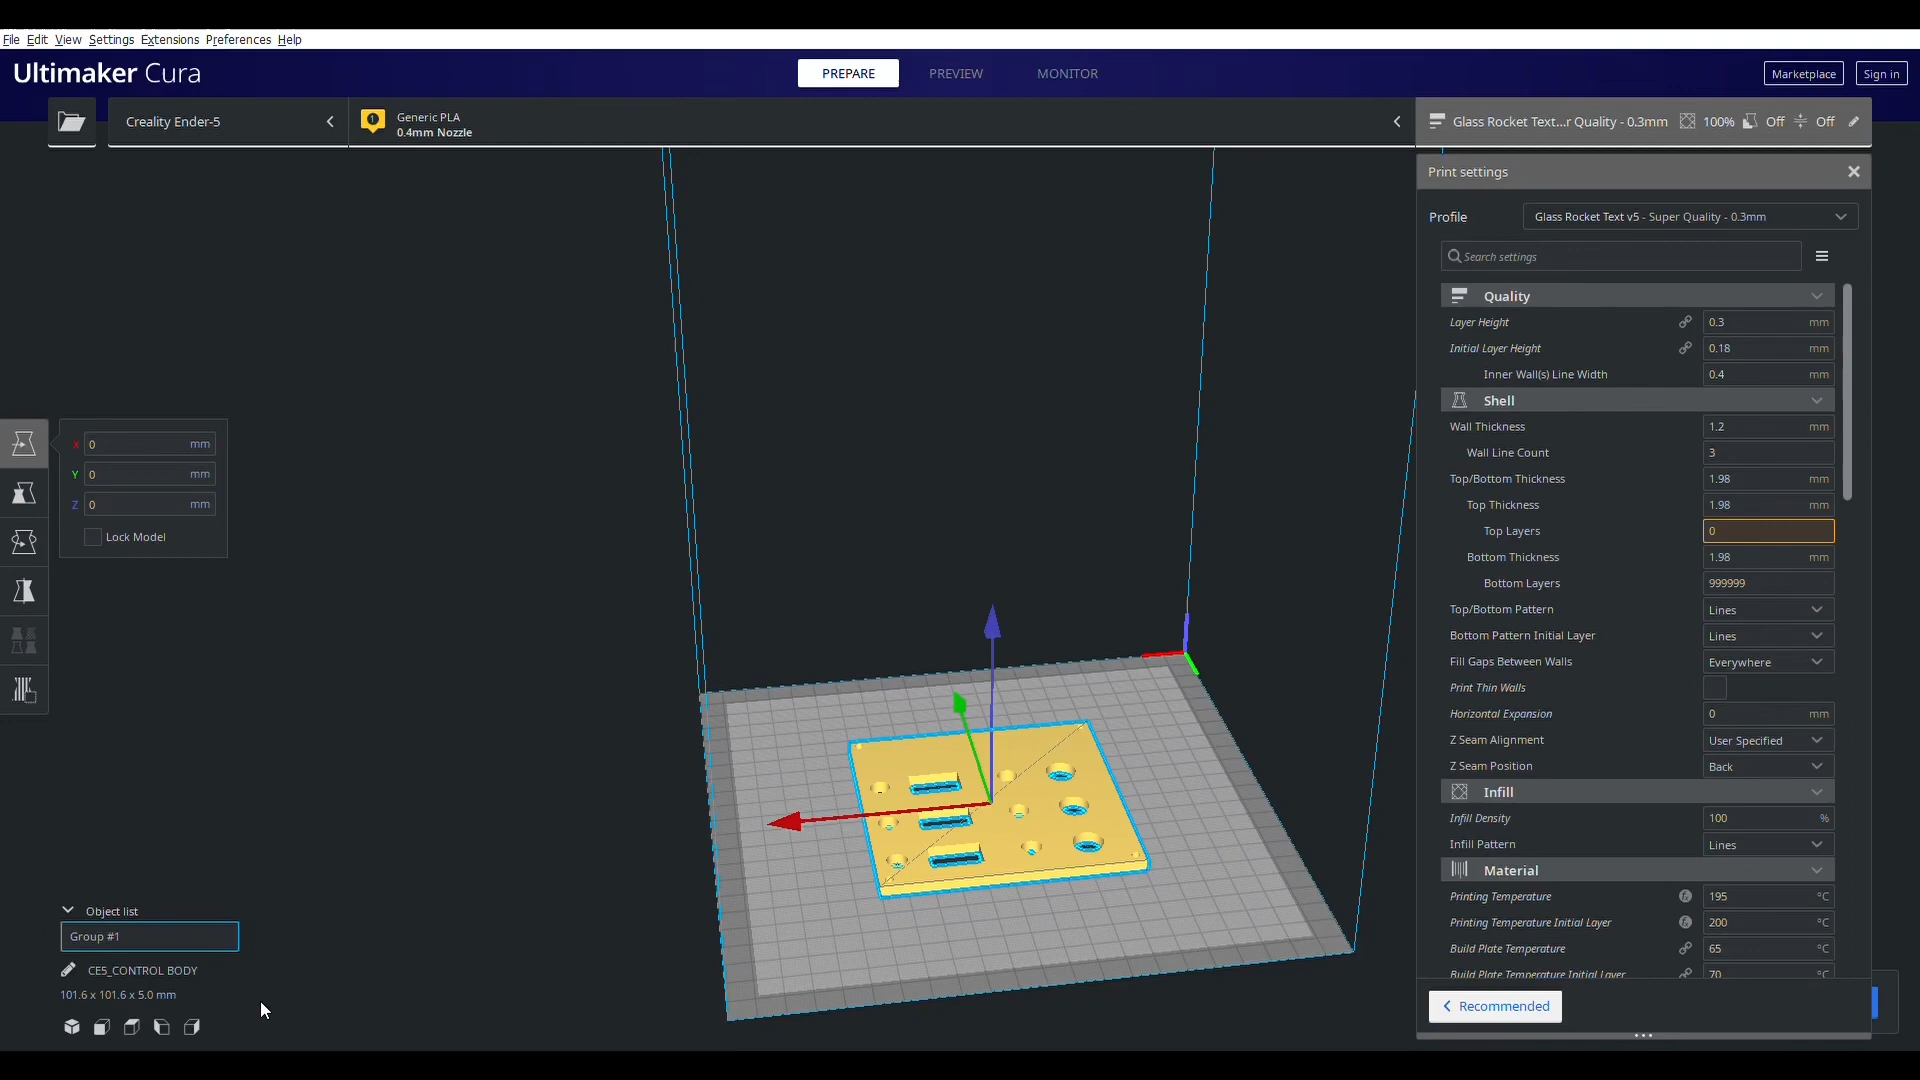 File Edit View Settings Extensions Preferences Help
Ultimaker Cura
PREPARE
PREVIEW
MONITOR
Marketplace
Sign in
Creality Ender-5
1
Generic PLA
0.4mm Nozzle
Glass Rocket Text...r Quality - 0.3mm
100%
Off
Off
Print settings
Profile
Glass Rocket Text v5 - Super Quality - 0.3mm
Search settings
Quality
Layer Height 0.3 mm
Initial Layer Height 0.18 mm
Inner Wall(s) Line Width 0.4 mm
Shell
Wall Thickness 1.2 mm
Wall Line Count 3
Top/Bottom Thickness 1.98 mm
Top Thickness 1.98 mm
Top Layers 0
Bottom Thickness 1.98 mm
Bottom Layers 999999
Top/Bottom Pattern Lines
Bottom Pattern Initial Layer Lines
Fill Gaps Between Walls Everywhere
Print Thin Walls
Horizontal Expansion 0 mm
Z Seam Alignment User Specified
Z Seam Position Back
Infill
Infill Density 100 %
Infill Pattern Lines
Material
Printing Temperature 195 °C
Printing Temperature Initial Layer 200 °C
Build Plate Temperature 65 °C
Build Plate Temperature Initial Layer 70 °C
Recommended
X 0 mm
Y 0 mm
Z 0 mm
Lock Model
Object list
Group #1
CE5_CONTROL BODY
101.6 x 101.6 x 5.0 mm